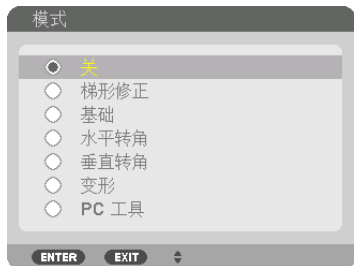 模式
关
梯形修正
基础
水平转角
垂直转角
变形
PC 工具
ENTER EXIT